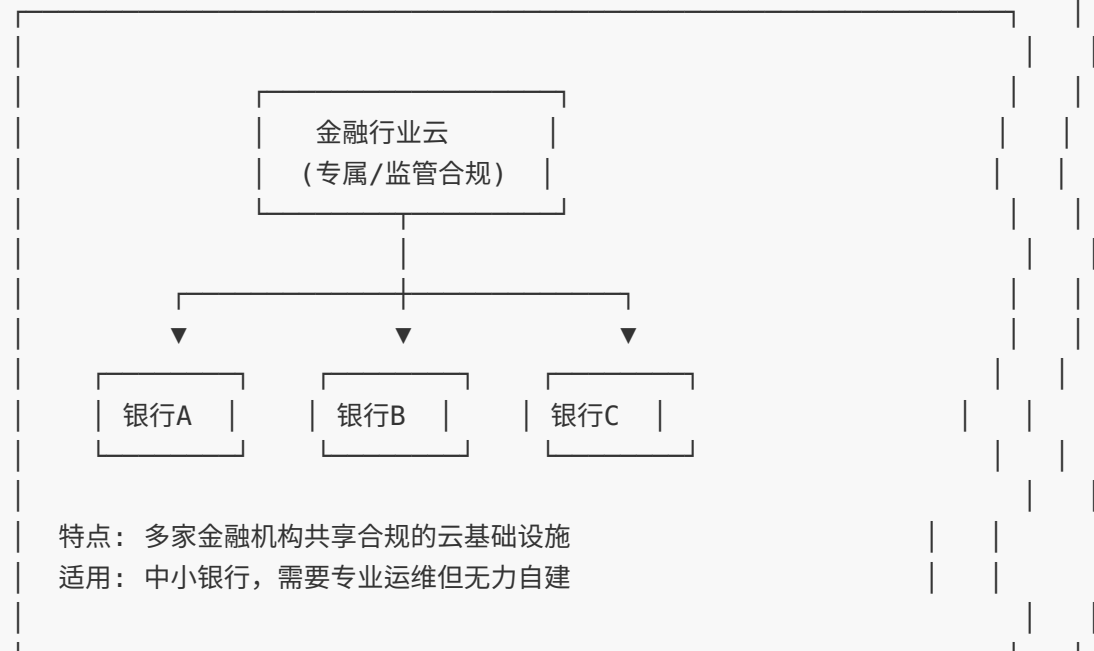 金融行业云
(专属/监管合规)
银行A 银行B 银行C
特点: 多家金融机构共享合规的云基础设施
适用: 中小银行，需要专业运维但无力自建